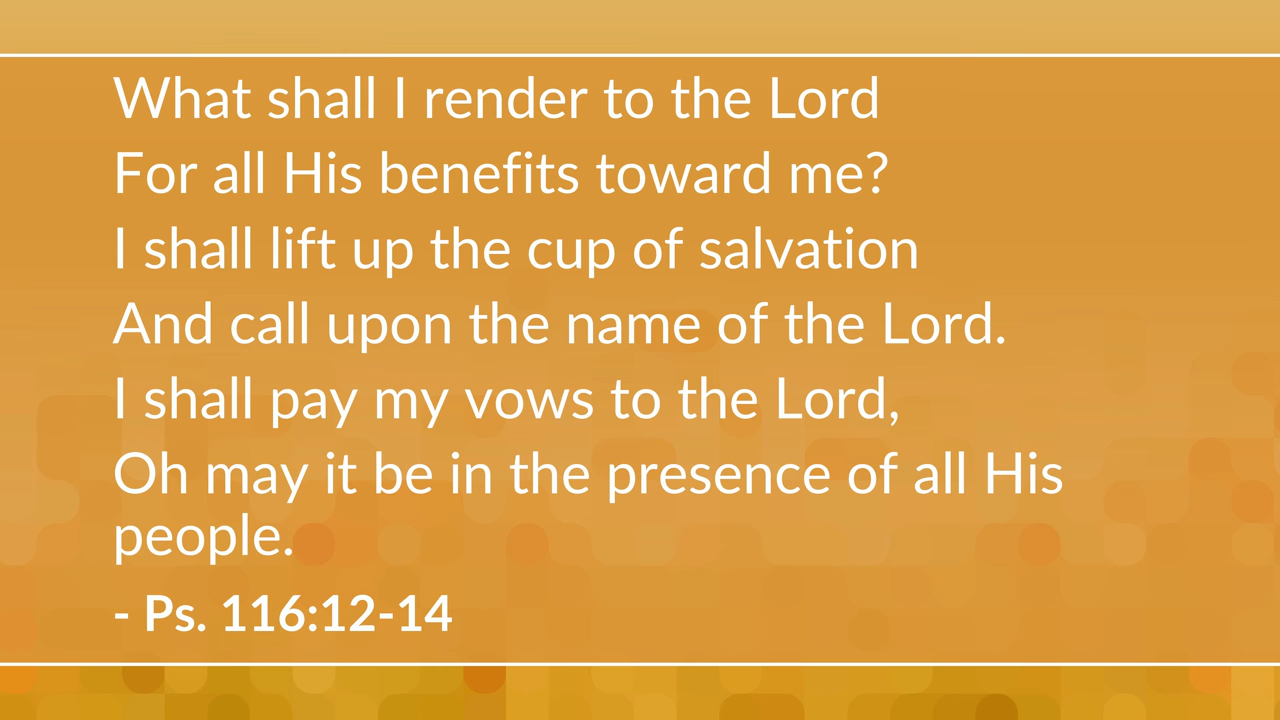 What shall I render to the Lord
For all His benefits toward me?
I shall lift up the cup of salvation
And call upon the name of the Lord.
I shall pay my vows to the Lord,
Oh may it be in the presence of all His
people.
- Ps. 116:12-14